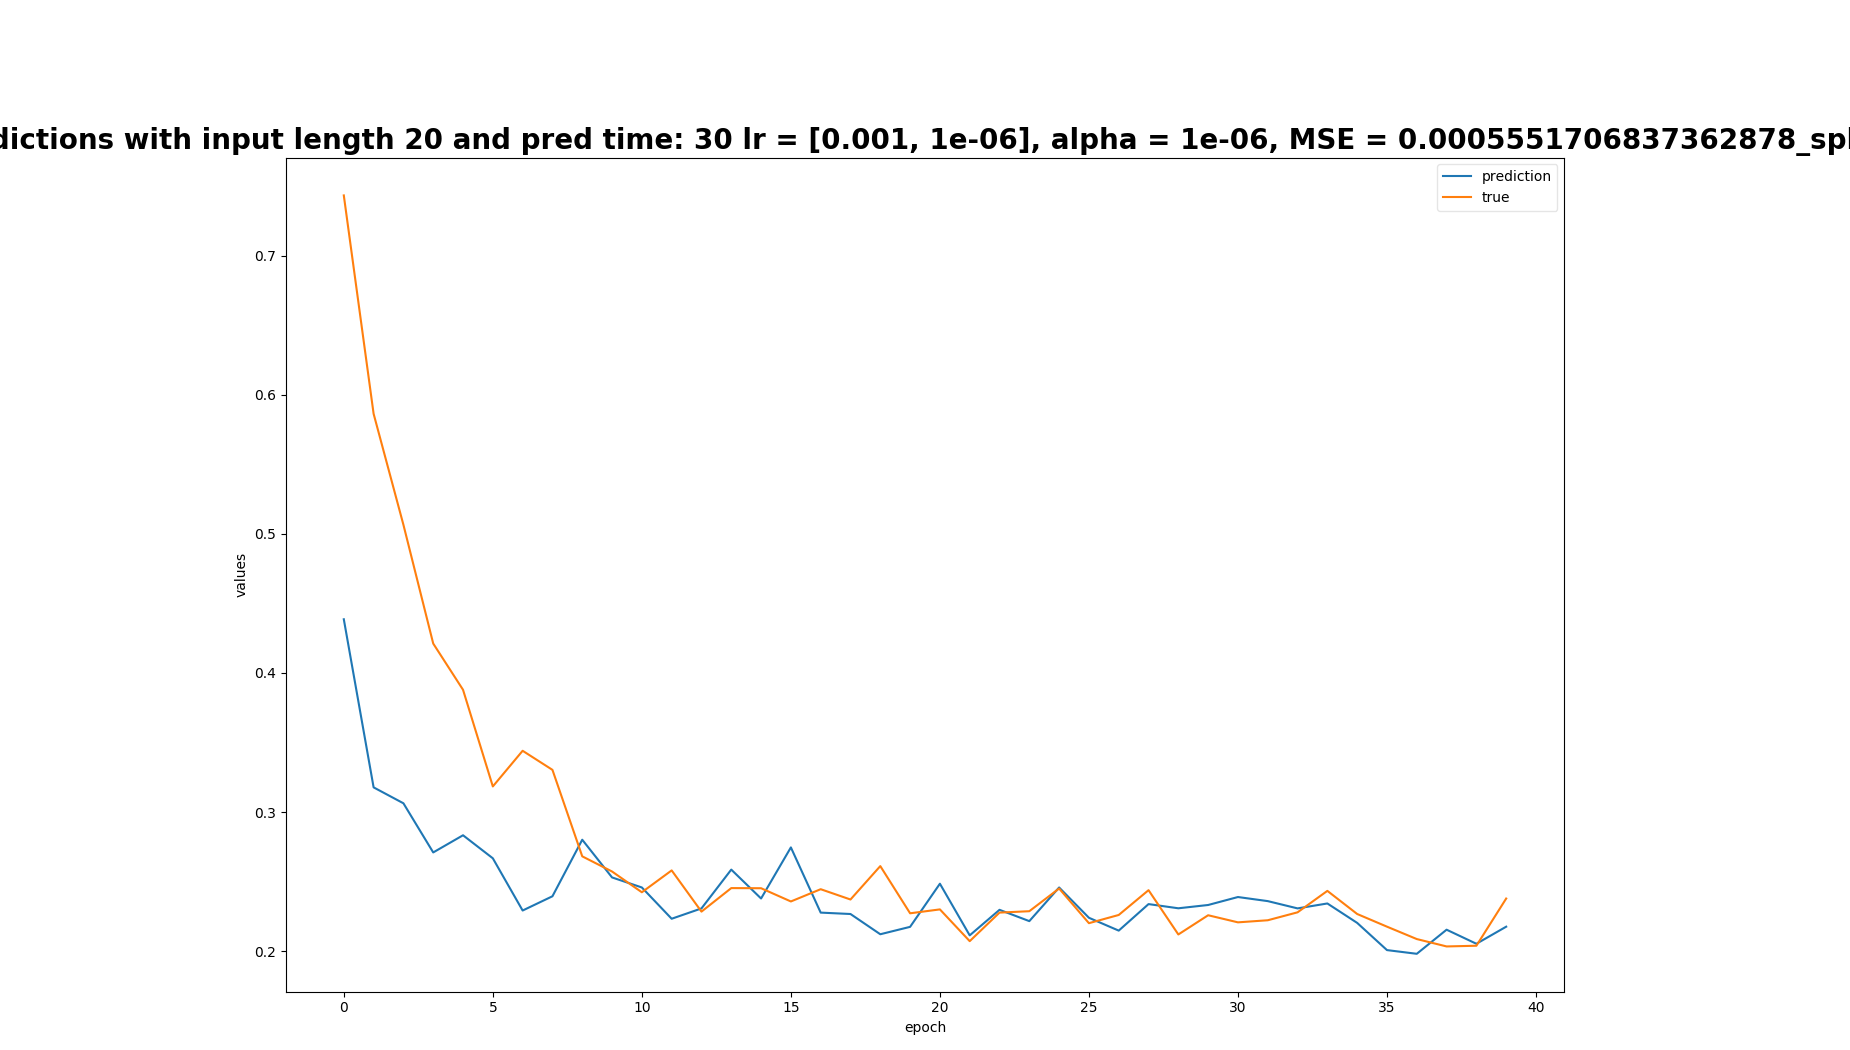 dictions with input length 20 and pred time: 30 lr = [0.001, 1e-06], alpha = 1e-06, MSE = 0.0005551706837362878_spl
prediction
true
0.7
0.6
0.5
0.4
0.3
0.2
values
0 5 10 15 20 25 30 35 40
epoch